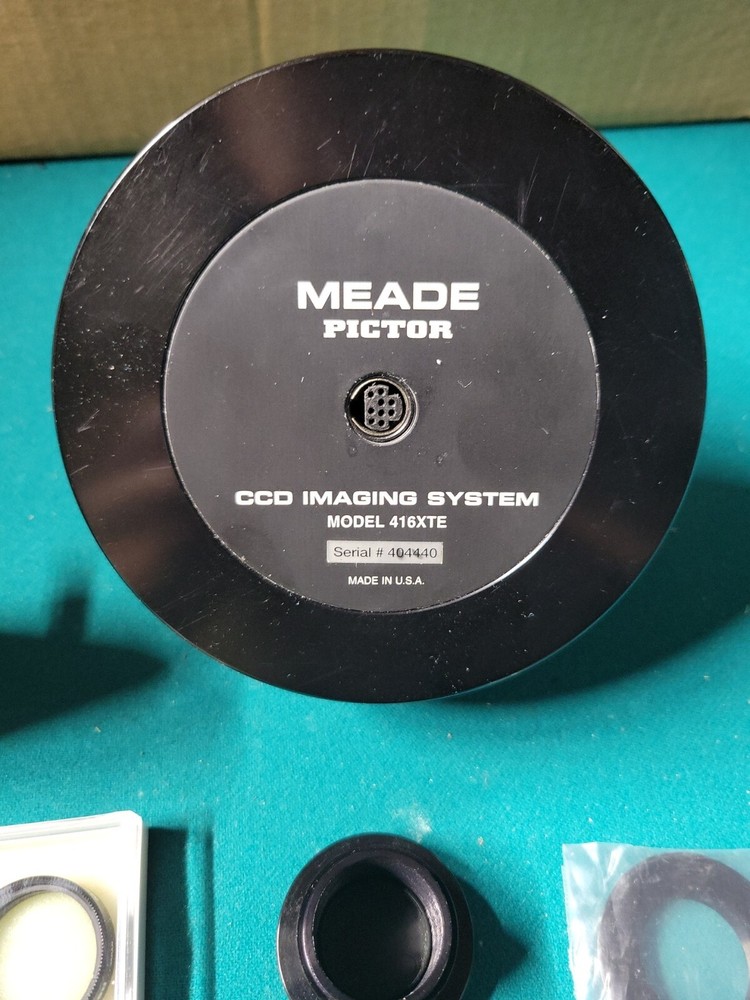 MEADE
PICTOR
CCD IMAGING SYSTEM
MODEL 416XTE
Serial # 404440
MADE IN U.S.A.